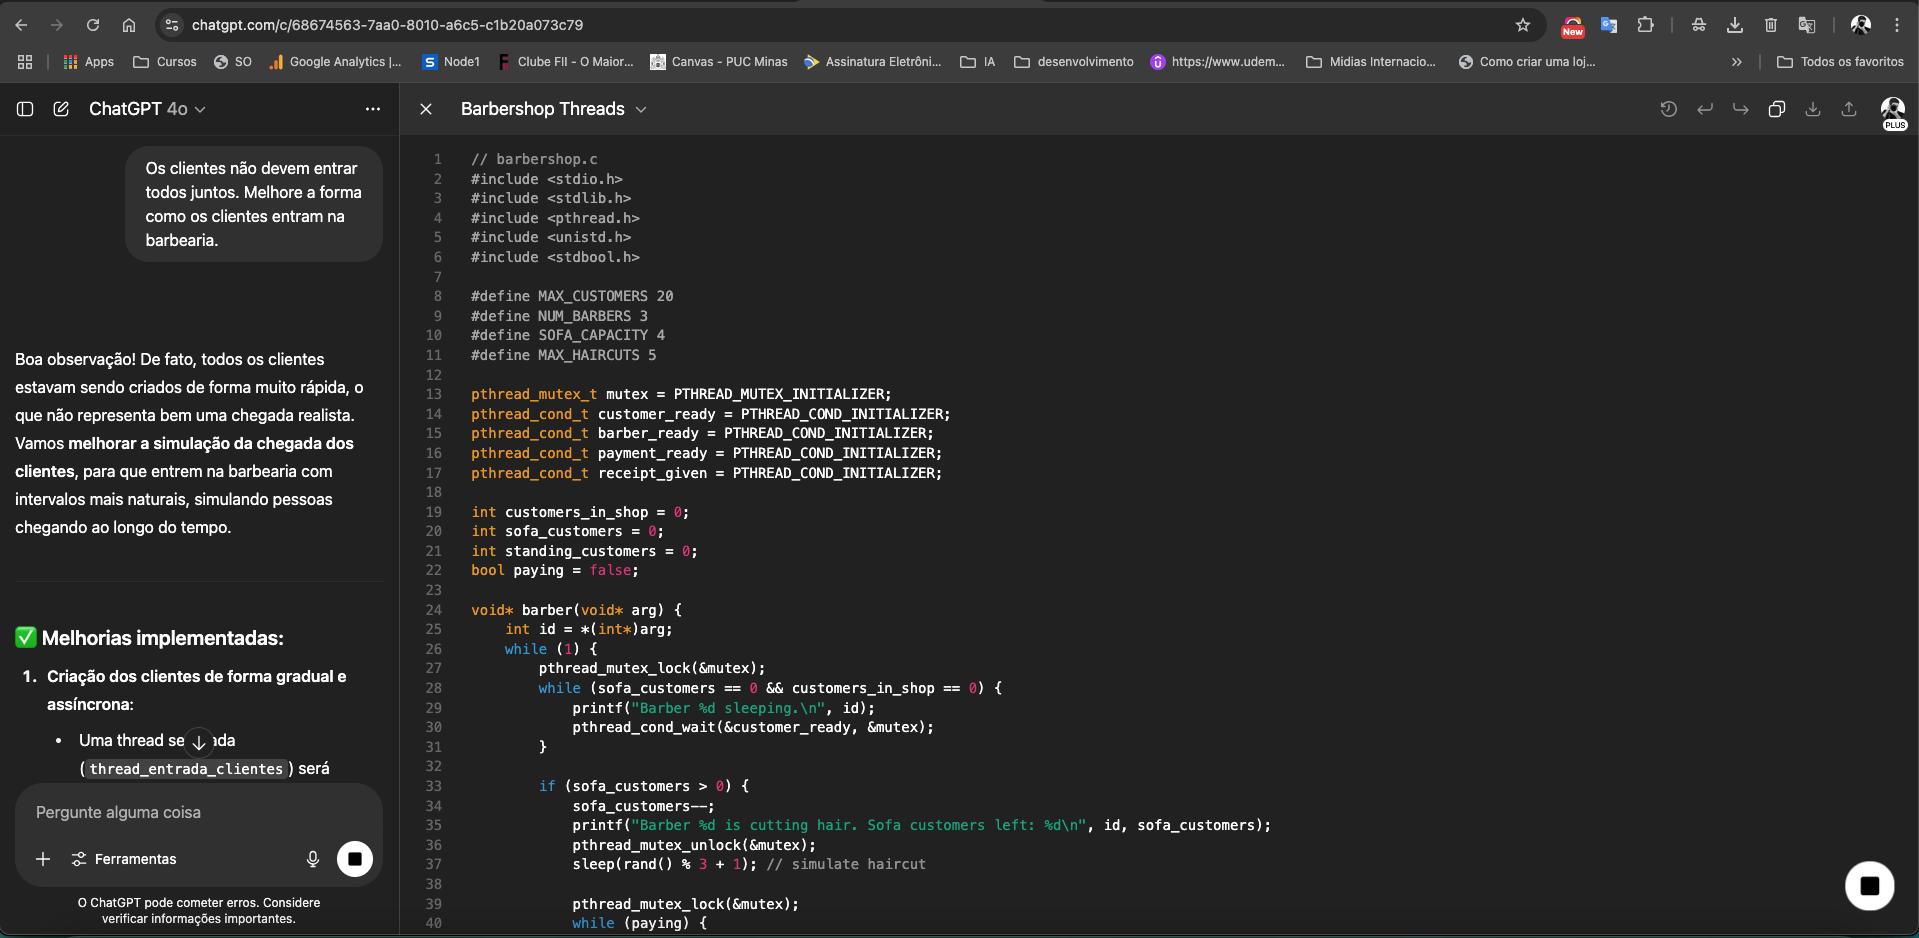 chatgpt.com/c/68674563-7aa0-8010-a6c5-c1b20a073c79
New
Apps
Cursos
SO
Google Analytics |...
S Node1
F Clube FII - O Maior...
Canvas - PUC Minas
Assinatura Eletrôni...
IA
desenvolvimento
https://www.udem...
Midias Internacio...
Como criar uma loj...
»
Todos os favoritos
ChatGPT 4o
Os clientes não devem entrar
todos juntos. Melhore a forma
como os clientes entram na
barbearia.
Boa observação! De fato, todos os clientes
estavam sendo criados de forma muito rápida, o
que não representa bem uma chegada realista.
Vamos melhorar a simulação da chegada dos
clientes, para que entrem na barbearia com
intervalos mais naturais, simulando pessoas
chegando ao longo do tempo.
✅ Melhorias implementadas:
1. Criação dos clientes de forma gradual e
assíncrona:
• Uma thread
(thread_entrada_clientes) será
Pergunte alguma coisa
Ferramentas
O ChatGPT pode cometer erros. Considere
verificar informações importantes.
Barbershop Threads
PLUS
1 // barbershop.c
2 #include <stdio.h>
3 #include <stdlib.h>
4 #include <pthread.h>
5 #include <unistd.h>
6 #include <stdbool.h>
7
8 #define MAX_CUSTOMERS 20
9 #define NUM_BARBERS 3
10 #define SOFA_CAPACITY 4
11 #define MAX_HAIRCUTS 5
12
13 pthread_mutex_t mutex = PTHREAD_MUTEX_INITIALIZER;
14 pthread_cond_t customer_ready = PTHREAD_COND_INITIALIZER;
15 pthread_cond_t barber_ready = PTHREAD_COND_INITIALIZER;
16 pthread_cond_t payment_ready = PTHREAD_COND_INITIALIZER;
17 pthread_cond_t receipt_given = PTHREAD_COND_INITIALIZER;
18
19 int customers_in_shop = 0;
20 int sofa_customers = 0;
21 int standing_customers = 0;
22 bool paying = false;
23
24 void* barber(void* arg) {
25 int id = *(int*)arg;
26 while (1) {
27 pthread_mutex_lock(&mutex);
28 while (sofa_customers == 0 && customers_in_shop == 0) {
29 printf("Barber %d sleeping.\n", id);
30 pthread_cond_wait(&customer_ready, &mutex);
31 }
32
33 if (sofa_customers > 0) {
34 sofa_customers--;
35 printf("Barber %d is cutting hair. Sofa customers left: %d\n", id, sofa_customers);
36 pthread_mutex_unlock(&mutex);
37 sleep(rand() % 3 + 1); // simulate haircut
38
39 pthread_mutex_lock(&mutex);
40 while (paying) {